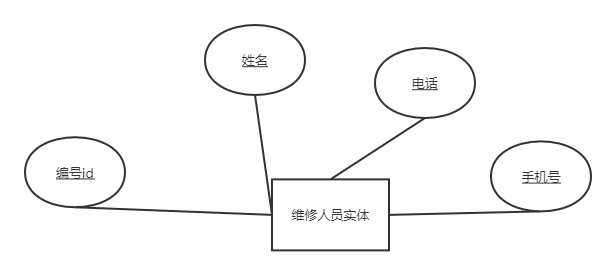 姓名
电话
编号id
手机号
维修人员实体